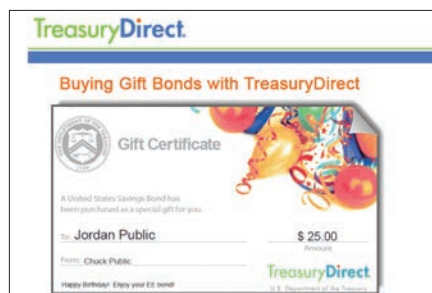 TreasuryDirect.
Buying Gift Bonds with TreasuryDirect
Gift Certificate
A United States Savings Bond has
been purchased as a special gift for you.
To: Jordan Public
$ 25.00
Amount
From: Chuck Public
TreasuryDirect
Happy Birthday! Enjoy your EE bond!
U.S. Department of the Treasury